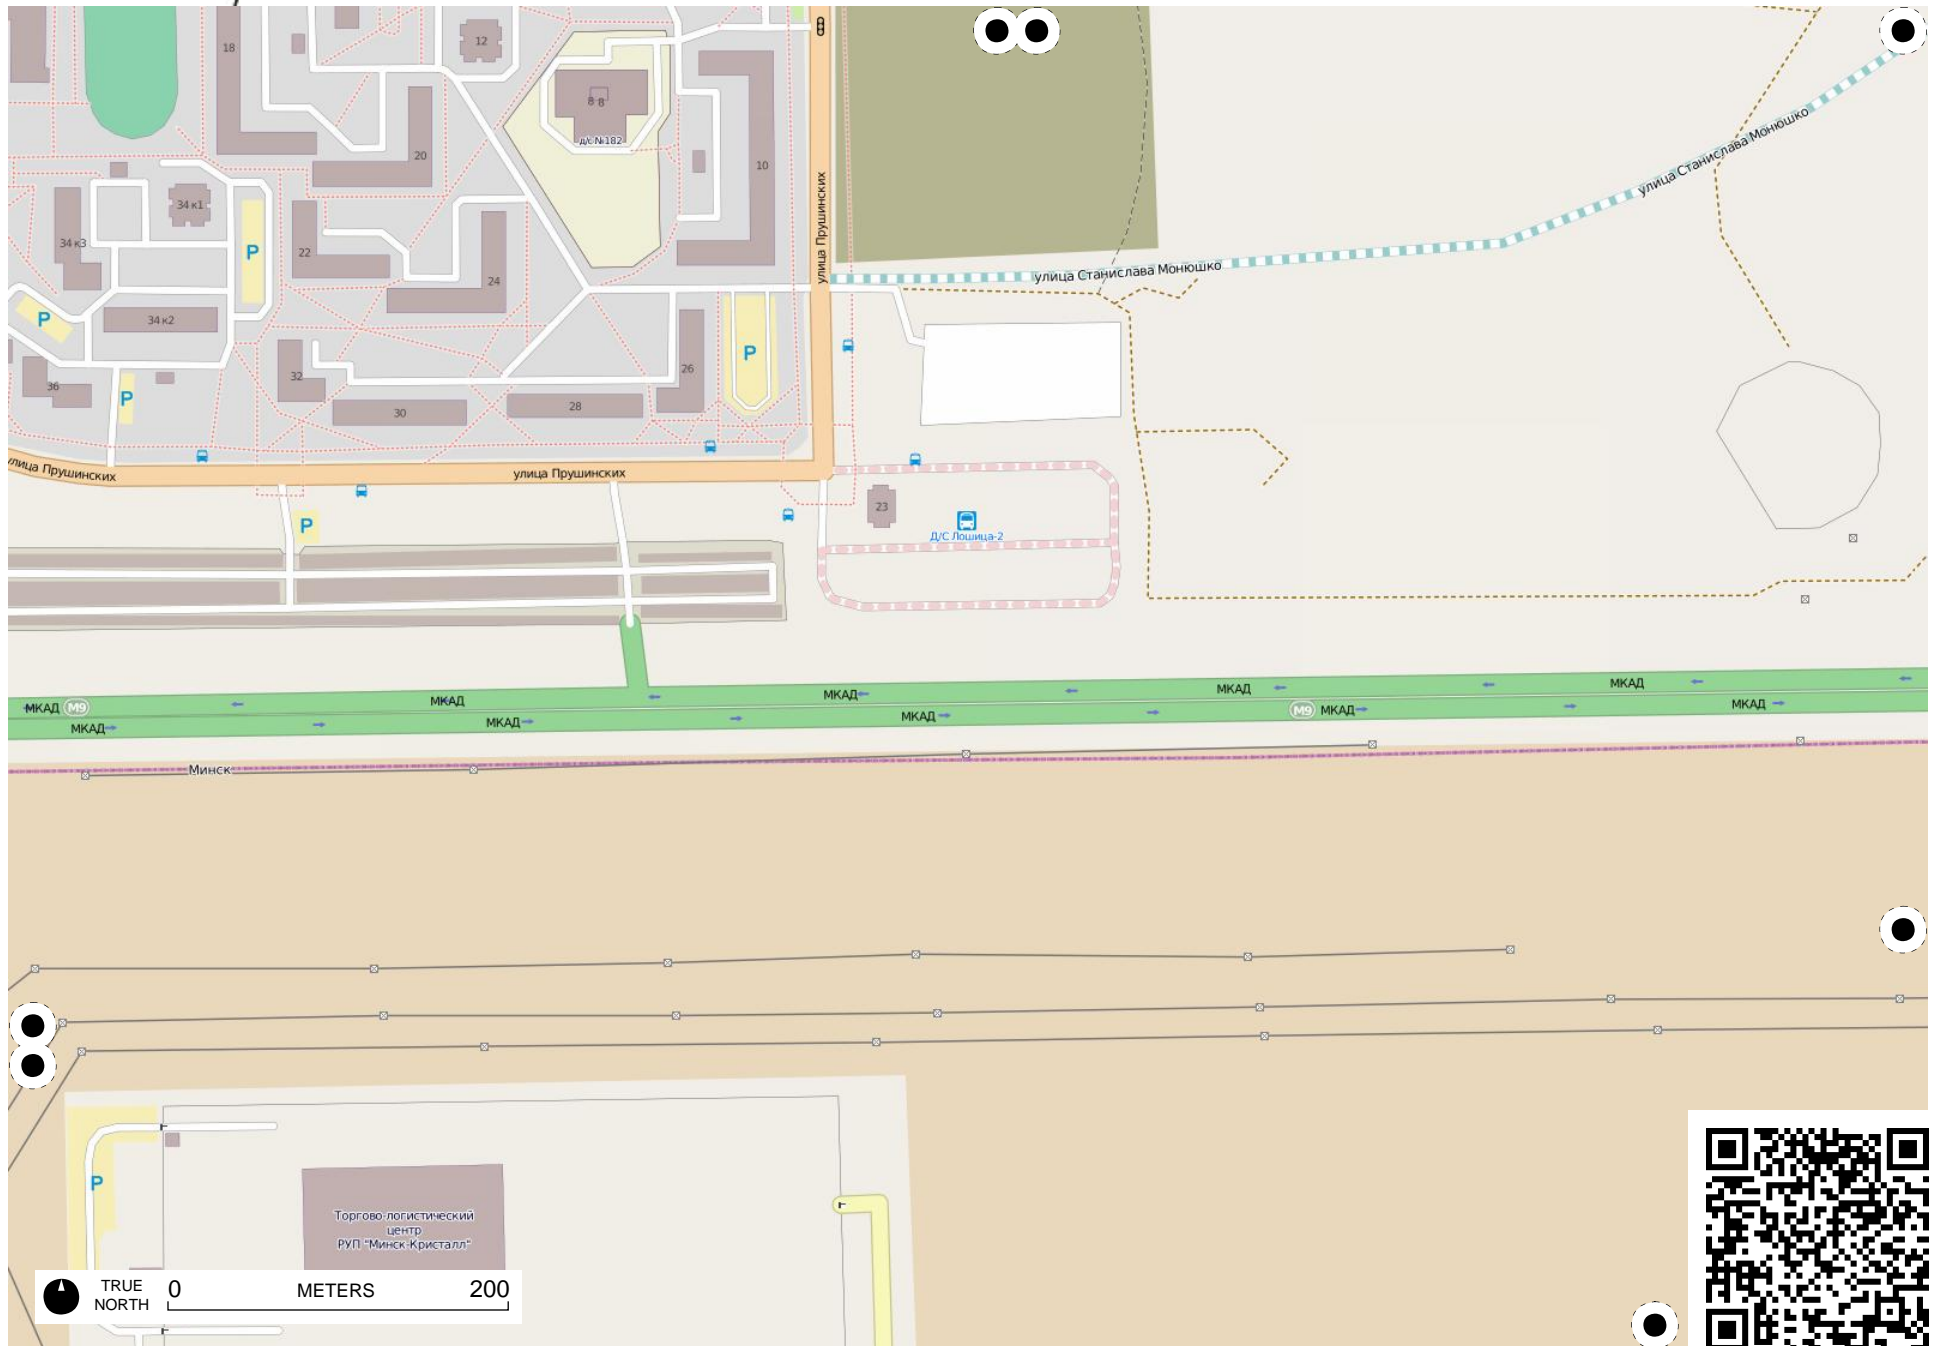 18
12
8 8
д/с №182
20
10
улица Станислава Монюшко
34 к1
улица Прушинских
34 к3
P
22
24
улица Станислава Монюшко
P
34 к2
P
36
P
32
26
30
28
улица Прушинских
улица Прушинских
P
23
Д/С Лошица-2
МКАД
МКАД
МКАД
МКАД
МКАД M9
МКАД
МКАД
МКАД
M9 МКАД
МКАД
Минск
P
Торгово-логистический
центр
РУП "Минск-Кристалл"
TRUE
NORTH
0 METERS 200